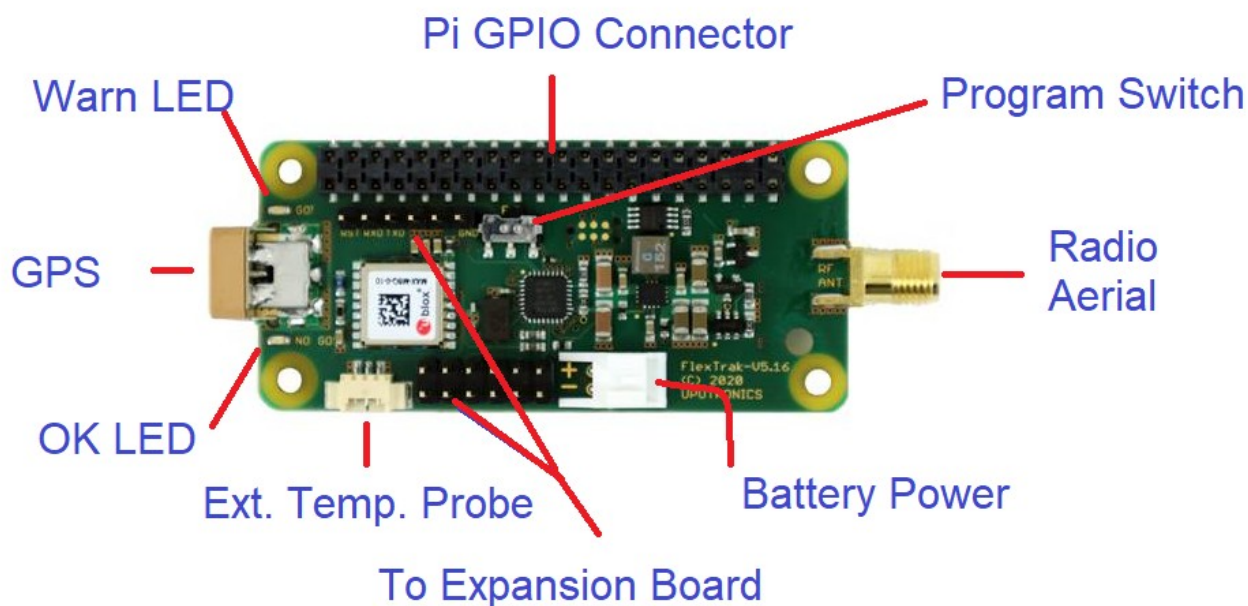 Pi GPIO Connector
Warn LED
Program Switch
GO!
F
RST RXD TXD
GND
GPS
RF
ANT
Radio
Aerial
blox
MAX-M8Q-0-10
152
NO GO
+
-
FlexTrak-V5.16
(C) 2020
UPUTRONICS
OK LED
Ext. Temp. Probe
Battery Power
To Expansion Board